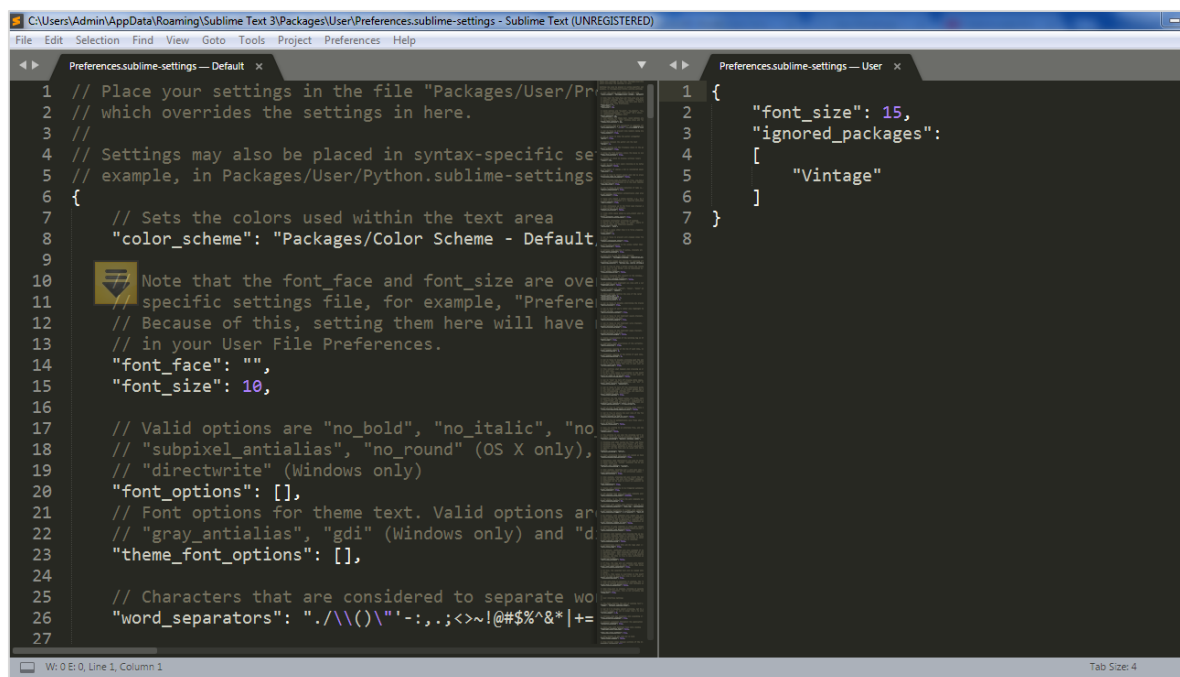 C:\Users\Admin\AppData\Roaming\Sublime Text 3\Packages\User\Preferences.sublime-settings - Sublime Text (UNREGISTERED)
File Edit Selection Find View Goto Tools Project Preferences Help
Preferences.sublime-settings — Default ×
1 // Place your settings in the file "Packages/User/Pr
2 // which overrides the settings in here.
3 //
4 // Settings may also be placed in syntax-specific se
5 // example, in Packages/User/Python.sublime-settings
6 {
7 // Sets the colors used within the text area
8 "color_scheme": "Packages/Color Scheme - Default
9
10 // Note that the font_face and font_size are ove
11 // specific settings file, for example, "Prefere
12 // Because of this, setting them here will have
13 // in your User File Preferences.
14 "font_face": "",
15 "font_size": 10,
16
17 // Valid options are "no_bold", "no_italic", "no_
18 // "subpixel_antialias", "no_round" (OS X only),
19 // "directwrite" (Windows only)
20 "font_options": [],
21 // Font options for theme text. Valid options ar
22 // "gray_antialias", "gdi" (Windows only) and "d
23 "theme_font_options": [],
24
25 // Characters that are considered to separate wo
26 "word_separators": "./\\()\"'-:,.;<>~!@#$%^&*|+=
27
Preferences.sublime-settings — User ×
1 {
2 "font_size": 15,
3 "ignored_packages":
4 [
5 "Vintage"
6 ]
7 }
8
W: 0 E: 0, Line 1, Column 1
Tab Size: 4